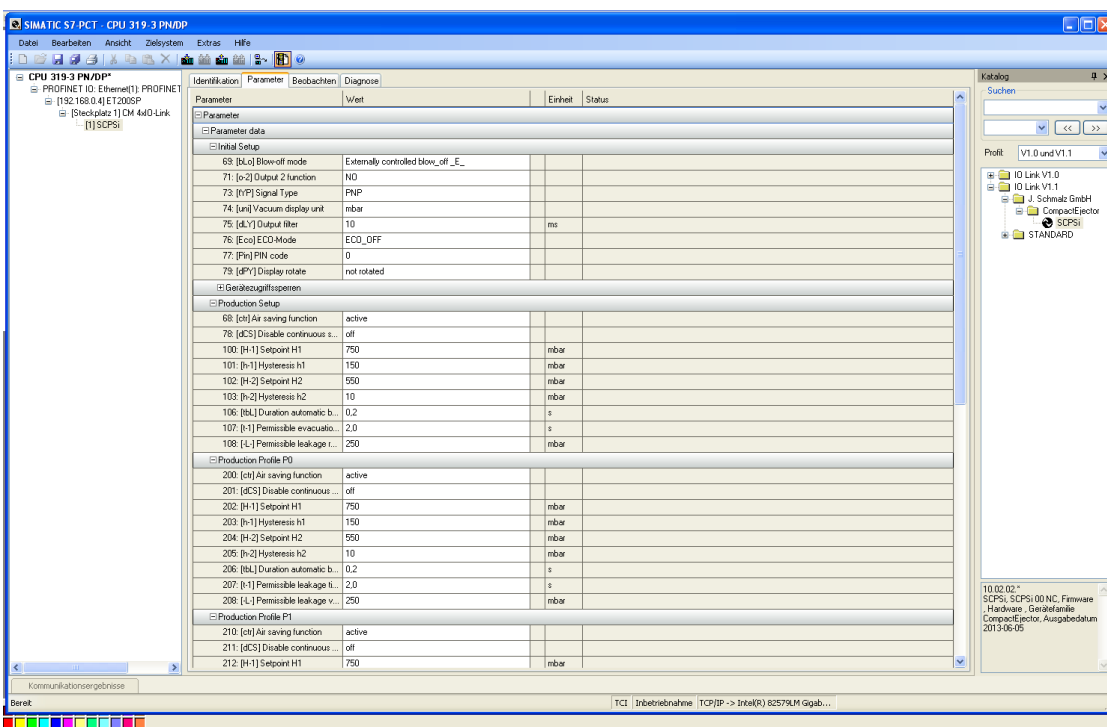 SIMATIC S7-PCT - CPU 319-3 PN/DP
Datei Bearbeiten Ansicht Zielsystem Extras Hilfe
CPU 319-3 PN/DP*
PROFINET IO: Ethernet(1): PROFINET
[192.168.0.4] ET200SP
[Steckplatz 1] CM 4xIO-Link
[1] SCPSi
Identifikation Parameter Beobachten Diagnose
Parameter Wert Einheit Status
Parameter
Parameter data
Initial Setup
69: [bLo] Blow-off mode Externally controlled blow_off _E_
71: [o-2] Output 2 function NO
73: [tYP] Signal Type PNP
74: [uni] Vacuum display unit mbar
75: [dLY] Output filter 10 ms
76: [Eco] ECO-Mode ECO_OFF
77: [Pin] PIN code 0
79: [dPY] Display rotate not rotated
Gerätezugriffssperren
Production Setup
68: [ctr] Air saving function active
78: [dCS] Disable continuous s... off
100: [H-1] Setpoint H1 750 mbar
101: [h-1] Hysteresis h1 150 mbar
102: [H-2] Setpoint H2 550 mbar
103: [h-2] Hysteresis h2 10 mbar
106: [tbL] Duration automatic b... 0,2 s
107: [t-1] Permissible evacuatio... 2,0 s
108: [-L-] Permissible leakage r... 250 mbar
Production Profile P0
200: [ctr] Air saving function active
201: [dCS] Disable continuous ... off
202: [H-1] Setpoint H1 750 mbar
203: [h-1] Hysteresis h1 150 mbar
204: [H-2] Setpoint H2 550 mbar
205: [h-2] Hysteresis h2 10 mbar
206: [tbL] Duration automatic b... 0,2 s
207: [t-1] Permissible leakage ti... 2,0 s
208: [-L-] Permissible leakage v... 250 mbar
Production Profile P1
210: [ctr] Air saving function active
211: [dCS] Disable continuous ... off
212: [H-1] Setpoint H1 750 mbar
Katalog
Suchen
<< >>
Profil: V1.0 und V1.1
IO Link V1.0
IO Link V1.1
J. Schmalz GmbH
CompactEjector
SCPSi
STANDARD
10.02.02.*
SCPSi, SCPSi 00 NC, Firmware
, Hardware , Gerätefamilie
CompactEjector, Ausgabedatum
2013-06-05
Kommunikationsergebnisse
Bereit TCI Inbetriebnahme TCP/IP -> Intel(R) 82579LM Gigab...